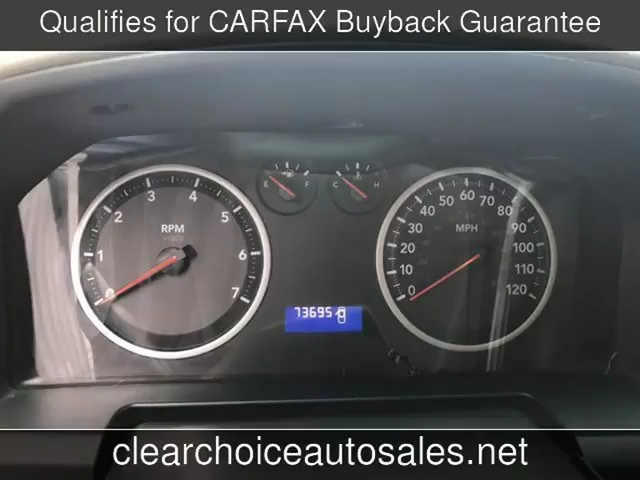 Qualifies for CARFAX Buyback Guarantee
0 1 2 3 4 5 6 7
RPM
E F
C H
0 10 20 30 40 50 60 70 80 90 100 110 120
MPH
73695
clearchoiceautosales.net